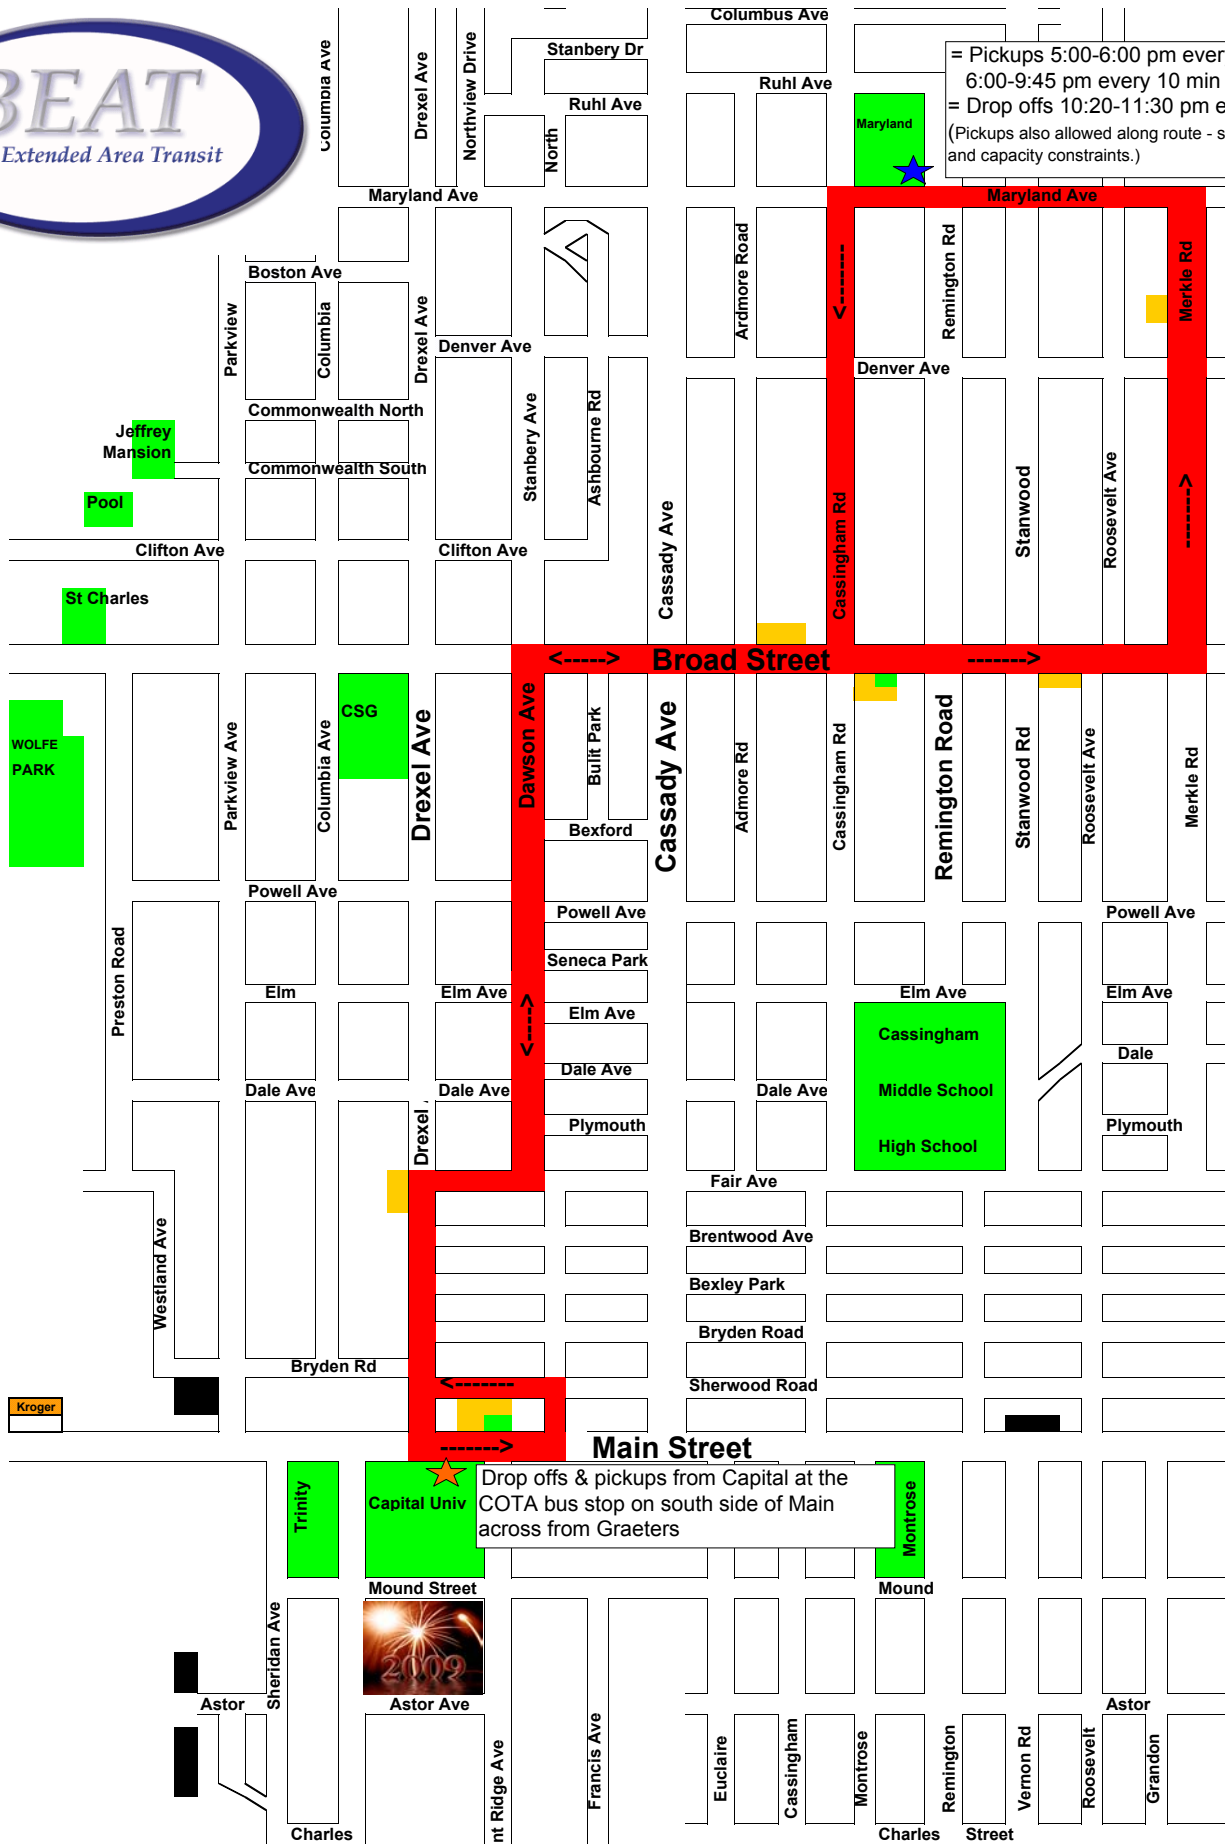 BEAT
Extended Area Transit
Columbia Ave
Drexel Ave
Northview Drive
Stanbery Dr
Ruhl Ave
North
Columbus Ave
Ruhl Ave
= Pickups 5:00-6:00 pm ever
6:00-9:45 pm every 10 min
= Drop offs 10:20-11:30 pm e
(Pickups also allowed along route - s
and capacity constraints.)
Maryland
Maryland Ave
Maryland Ave
Boston Ave
Parkview
Columbia
Drexel Ave
Denver Ave
Ardmore Road
<-------
Remington Rd
Merkle Rd
Denver Ave
Commonwealth North
Jeffrey
Mansion
Commonwealth South
Pool
Stanbery Ave
Ashbourne Rd
Cassady Ave
Cassingham Rd
Stanwood
Roosevelt Ave
------->
Clifton Ave
Clifton Ave
St Charles
<----->
Broad Street
------->
WOLFE
PARK
Parkview Ave
Columbia Ave
CSG
Drexel Ave
Dawson Ave
Bulit Park
Cassady Ave
Admore Rd
Cassingham Rd
Remington Road
Stanwood Rd
Roosevelt Ave
Merkle Rd
Bexford
Powell Ave
Powell Ave
Powell Ave
Preston Road
Seneca Park
Elm
Elm Ave
Elm Ave
Elm Ave
Elm Ave
<---->
Cassingham
Middle School
High School
Dale
Dale Ave
Dale Ave
Dale Ave
Dale Ave
Drexel
Plymouth
Plymouth
Fair Ave
Westland Ave
Brentwood Ave
Bexley Park
Bryden Road
Bryden Rd
<-------
Sherwood Road
Kroger
------->
Main Street
Drop offs & pickups from Capital at the
COTA bus stop on south side of Main
across from Graeters
Trinity
Capital Univ
Montrose
Mound Street
Mound
2009
Sheridan Ave
Astor
Astor Ave
Astor
nt Ridge Ave
Francis Ave
Euclaire
Cassingham
Montrose
Remington
Vernon Rd
Roosevelt
Grandon
Charles
Charles
Street